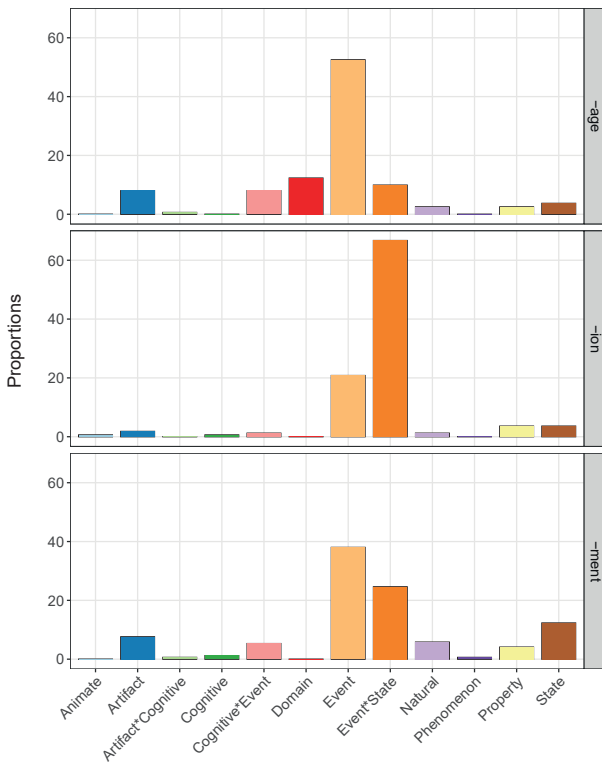 60
40
20
0
-age
60
40
20
0
-ion
Proportions
60
40
20
0
-ment
Animate
Artifact
Artifact*Cognitive
Cognitive
Cognitive*Event
Domain
Event
Event*State
Natural
Phenomenon
Property
State